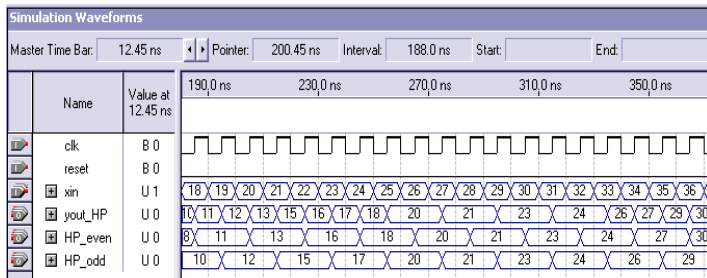 Simulation Waveforms
Master Time Bar: 12.45 ns Pointer: 200.45 ns Interval: 188.0 ns Start: End:
Name Value at 12.45 ns 190.0 ns 230.0 ns 270.0 ns 310.0 ns 350.0 ns
clk B 0
reset B 0
xin U 1 18 19 20 21 22 23 24 25 26 27 28 29 30 31 32 33 34 35 36
yout_HP U 0 10 11 12 13 15 16 17 18 20 21 23 24 26 27 29 30
HP_even U 0 8 11 13 16 18 20 21 23 24 27 30
HP_odd U 0 10 12 15 17 20 21 23 24 26 29